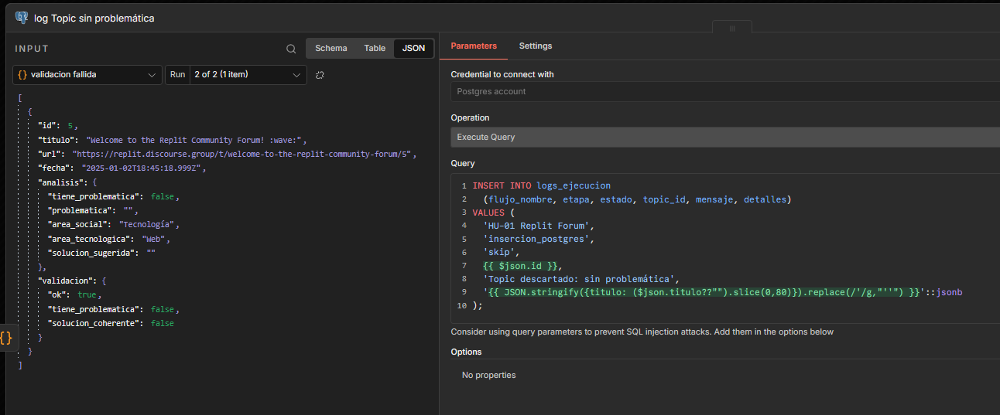 log Topic sin problemática
INPUT
Schema
Table
JSON
{} validacion fallida
Run
2 of 2 (1 item)
[
{
"id": 5,
"titulo": "Welcome to the Replit Community Forum! :wave:",
"url": "https://replit.discourse.group/t/welcome-to-the-replit-community-forum/5",
"fecha": "2025-01-02T18:45:18.999Z",
"analisis": {
"tiene_problematica": false,
"problematica": "",
"area_social": "Tecnología",
"area_tecnologica": "Web",
"solucion_sugerida": ""
},
"validacion": {
"ok": true,
"tiene_problematica": false,
"solucion_coherente": false
}
}
]
{}
Parameters
Settings
Credential to connect with
Postgres account
Operation
Execute Query
Query
1 INSERT INTO logs_ejecucion
2 (flujo_nombre, etapa, estado, topic_id, mensaje, detalles)
3 VALUES (
4 'HU-01 Replit Forum',
5 'insercion_postgres',
6 'skip',
7 {{ $json.id }},
8 'Topic descartado: sin problemática',
9 '{{ JSON.stringify({titulo: ($json.titulo??"").slice(0,80)}).replace(/'/g,"''") }}'::jsonb
10 );
Consider using query parameters to prevent SQL injection attacks. Add them in the options below
Options
No properties